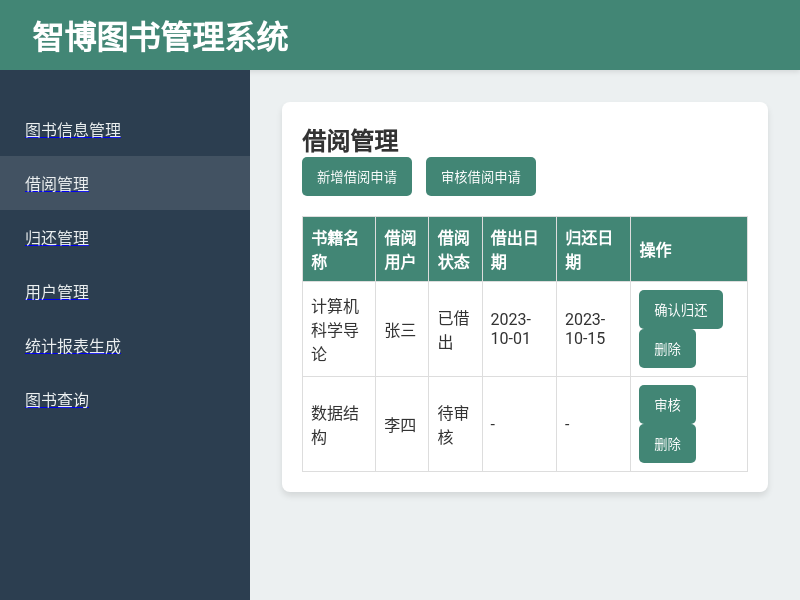 智博图书管理系统
图书信息管理
借阅管理
归还管理
用户管理
统计报表生成
图书查询
借阅管理
新增借阅申请 审核借阅申请
书籍名称 借阅用户 借阅状态 借出日期 归还日期 操作
计算机科学导论 张三 已借出 2023-10-01 2023-10-15 确认归还 删除
数据结构 李四 待审核 - - 审核 删除